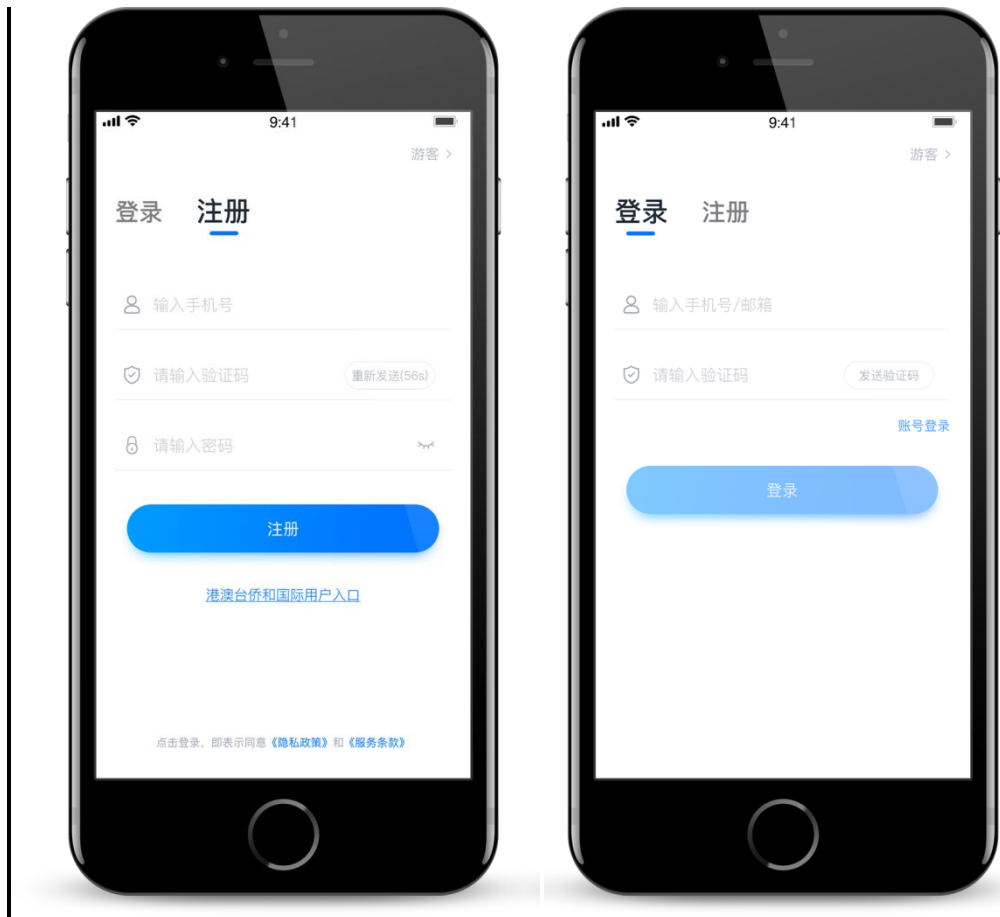 9:41
游客 >
登录 注册
输入手机号
请输入验证码 重新发送(56s)
请输入密码
注册
港澳台侨和国际用户入口
点击登录，即表示同意《隐私政策》和《服务条款》
9:41
游客 >
登录 注册
输入手机号/邮箱
请输入验证码 发送验证码
账号登录
登录